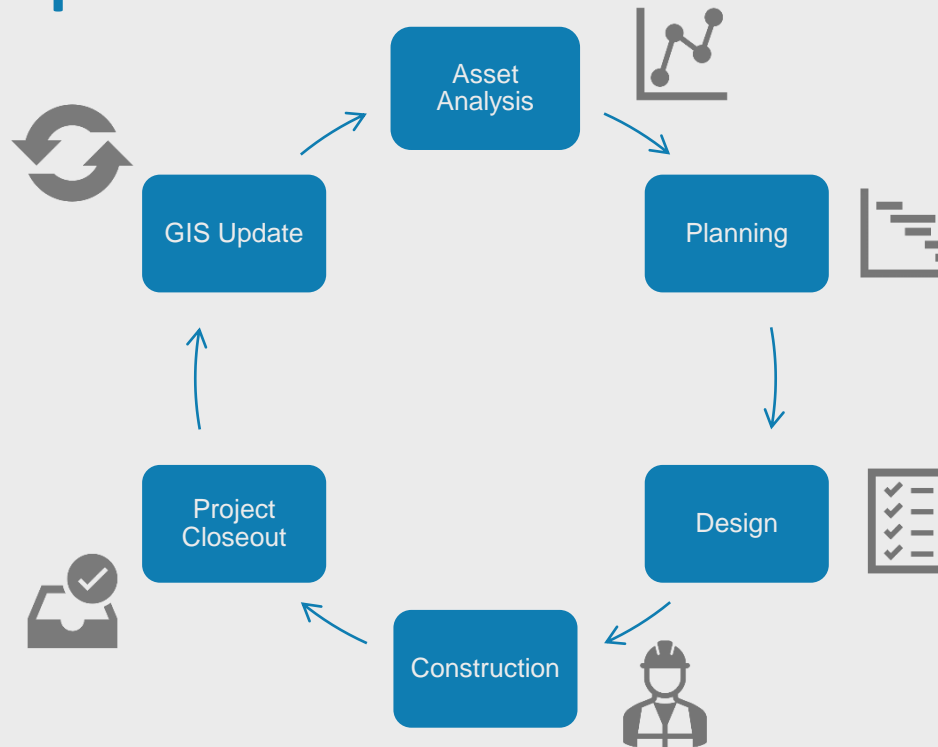 Asset
Analysis
Planning
Design
Construction
Project
Closeout
GIS Update